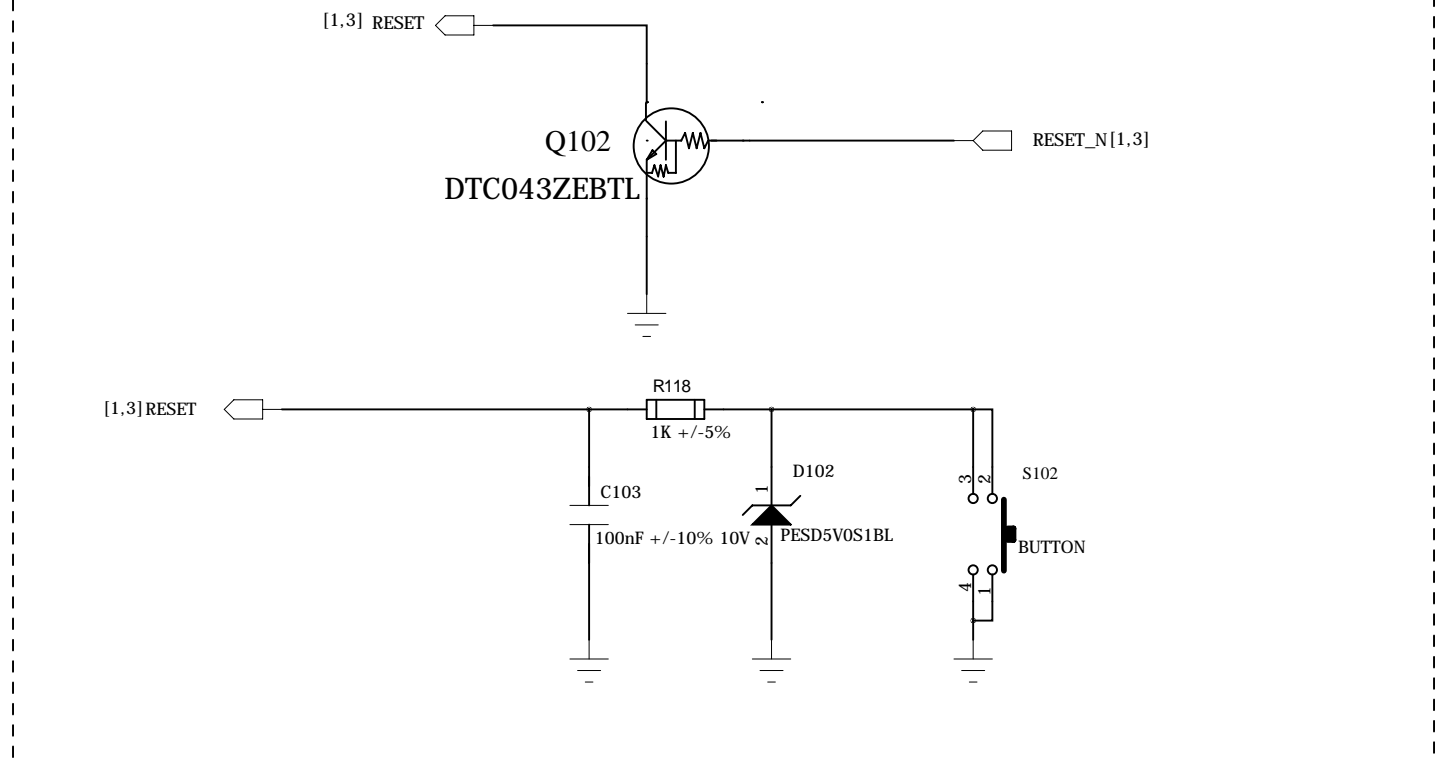 [1,3] RESET
Q102
DTC043ZEBTL
RESET_N[1,3]
[1,3]RESET
R118
1K +/-5%
C103
100nF +/-10% 10V
1
D102
2
PESD5V0S1BL
3
2
S102
BUTTON
4
1